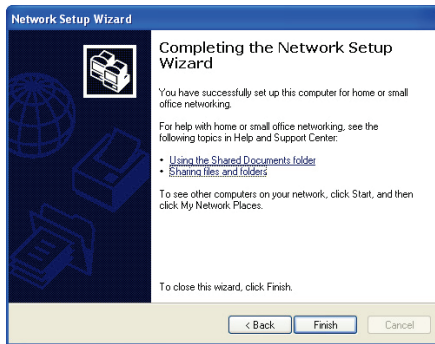 Network Setup Wizard
Completing the Network Setup
Wizard
You have successfully set up this computer for home or small
office networking.
For help with home or small office networking, see the
following topics in Help and Support Center:
• Using the Shared Documents folder
• Sharing files and folders
To see other computers on your network, click Start, and then
click My Network Places.
To close this wizard, click Finish.
< Back
Finish
Cancel